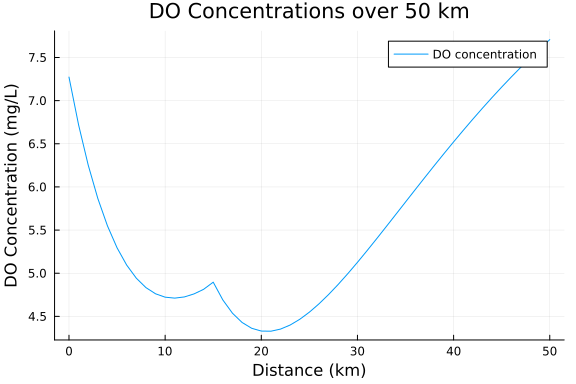 DO Concentrations over 50 km
DO concentration
7.5
7.0
6.5
6.0
5.5
5.0
4.5
DO Concentration (mg/L)
0 10 20 30 40 50
Distance (km)